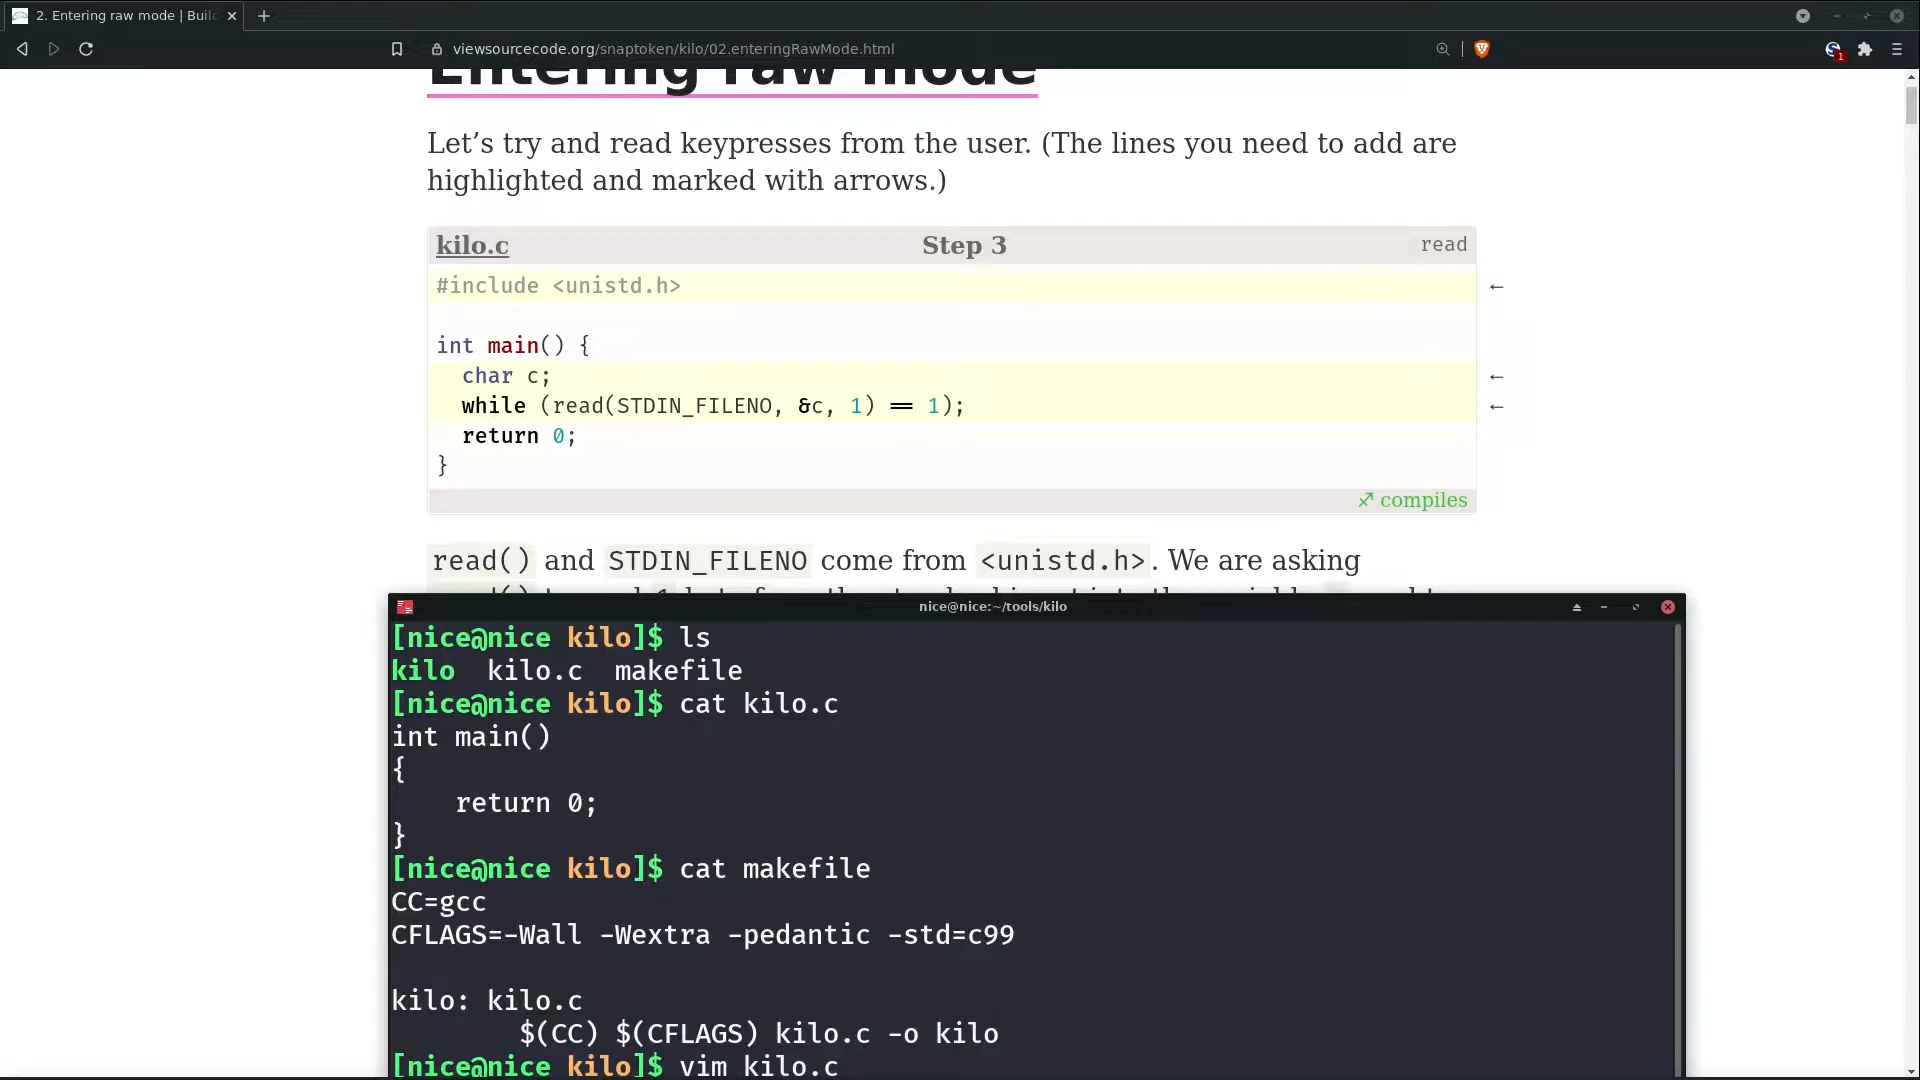 2. Entering raw mode | Buil
viewsourcecode.org/snaptoken/kilo/02.enteringRawMode.html
1
Entering raw mode
Let’s try and read keypresses from the user. (The lines you need to add are
highlighted and marked with arrows.)
kilo.c Step 3 read
#include <unistd.h> ←
int main() {
char c; ←
while (read(STDIN_FILENO, &c, 1) == 1); ←
return 0;
}
♐ compiles
read() and STDIN_FILENO come from <unistd.h>. We are asking
nice@nice:~/tools/kilo
[nice@nice kilo]$ ls
kilo kilo.c makefile
[nice@nice kilo]$ cat kilo.c
int main()
{
return 0;
}
[nice@nice kilo]$ cat makefile
CC=gcc
CFLAGS=-Wall -Wextra -pedantic -std=c99
kilo: kilo.c
$(CC) $(CFLAGS) kilo.c -o kilo
[nice@nice kilo]$ vim kilo.c